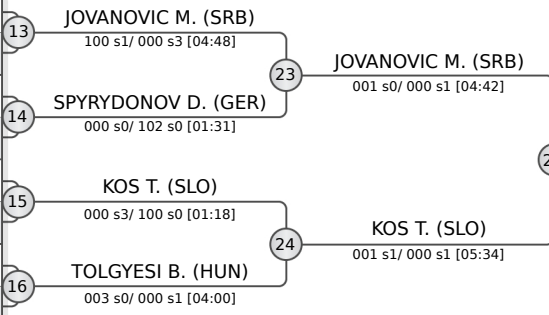 JOVANOVIC M. (SRB)
13
100 s1/ 000 s3 [04:48]
23
JOVANOVIC M. (SRB)
001 s0/ 000 s1 [04:42]
SPYRYDONOV D. (GER)
14
000 s0/ 102 s0 [01:31]
KOS T. (SLO)
15
000 s3/ 100 s0 [01:18]
24
KOS T. (SLO)
001 s1/ 000 s1 [05:34]
TOLGYESI B. (HUN)
16
003 s0/ 000 s1 [04:00]